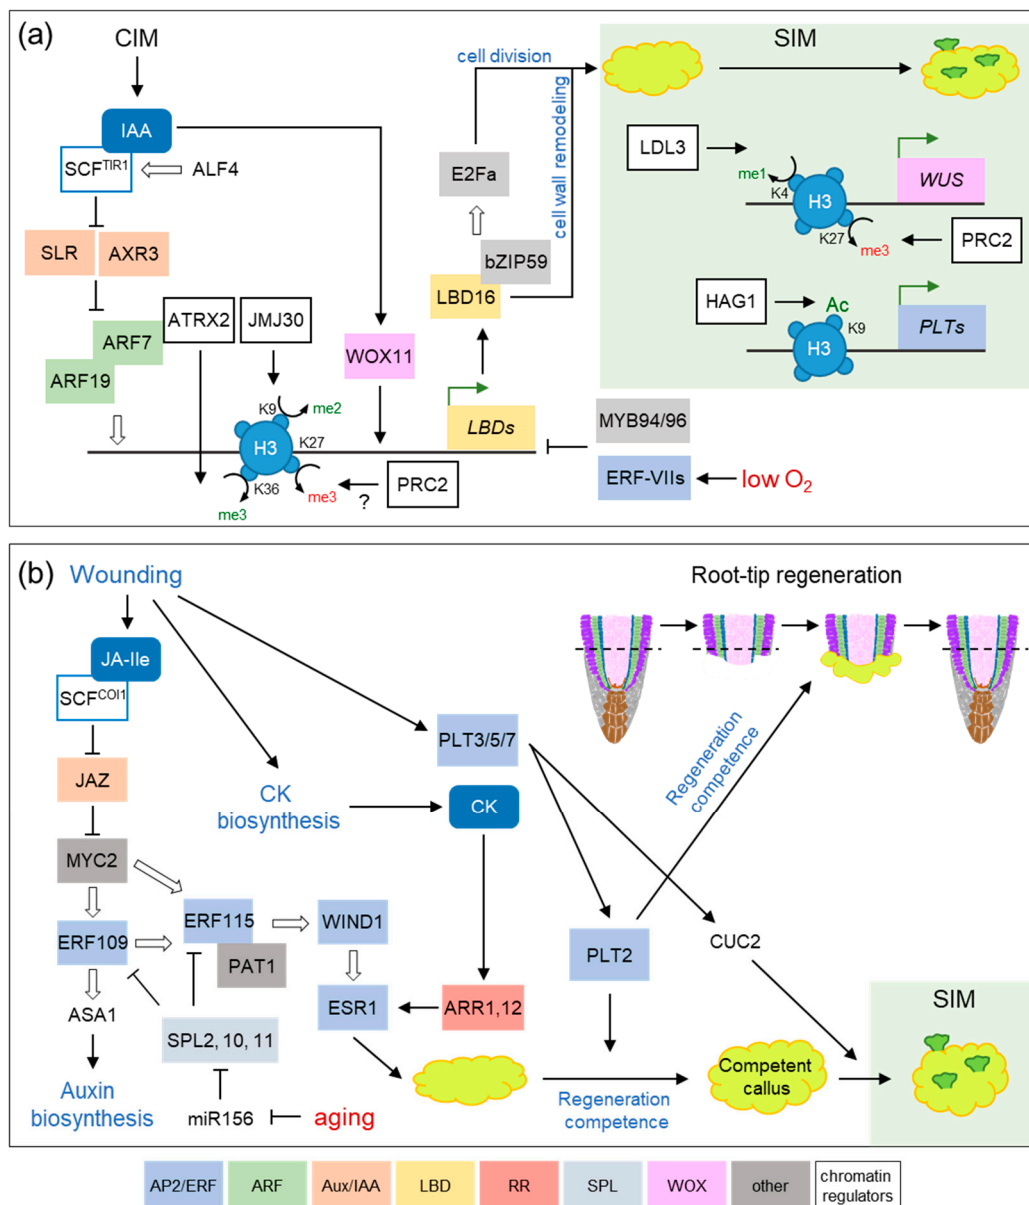 (a)
CIM
SIM
IAA
SCF^TIR1
ALF4
SLR
AXR3
ARF7
ARF19
ATRX2
JMJ30
WOX11
K9
me2
H3
K27
K36
me3
me3
?
PRC2
cell division
cell wall remodeling
E2Fa
bZIP59
LBD16
LBDs
LDL3
me1
K4
H3
K27
me3
WUS
PRC2
HAG1
Ac
K9
H3
PLTs
MYB94/96
ERF-VIIs
low O₂
(b)
Wounding
Root-tip regeneration
JA-Ile
SCF^COI1
JAZ
MYC2
ERF109
ASA1
Auxin
biosynthesis
ERF115
PAT1
SPL2, 10, 11
miR156
aging
WIND1
ESR1
CK
biosynthesis
CK
ARR1,12
PLT3/5/7
PLT2
CUC2
Regeneration
competence
Regeneration
competence
Competent
callus
SIM
AP2/ERF
ARF
Aux/IAA
LBD
RR
SPL
WOX
other
chromatin
regulators